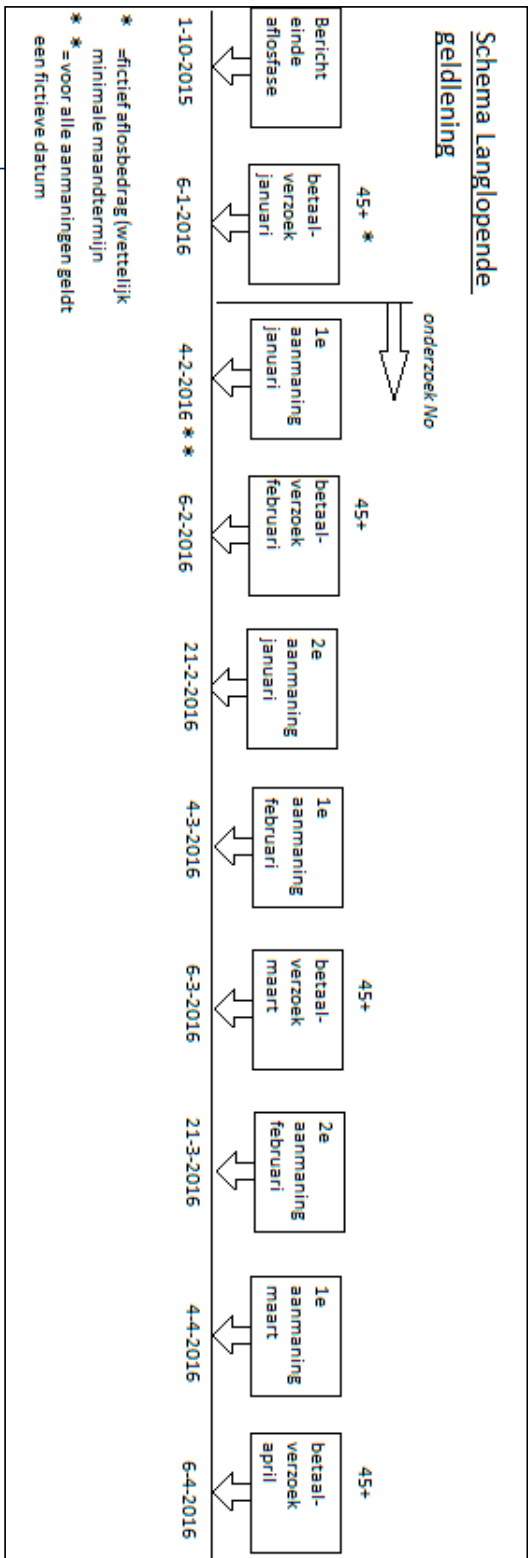 Schema Langlopende
geldlening
onderzoek No
45+ *
45+
45+
45+
Bericht
einde
aflosfase
betaal-
verzoek
januari
1e
aanmaning
januari
betaal-
verzoek
februari
2e
aanmaning
januari
1e
aanmaning
februari
betaal-
verzoek
maart
2e
aanmaning
februari
1e
aanmaning
maart
betaal-
verzoek
april
1-10-2015
6-1-2016
4-2-2016 * *
6-2-2016
21-2-2016
4-3-2016
6-3-2016
21-3-2016
4-4-2016
6-4-2016
* =fictief aflosbedrag (wettelijk
minimale maandtermijn
* * =voor alle aanmaningen geldt
een fictieve datum